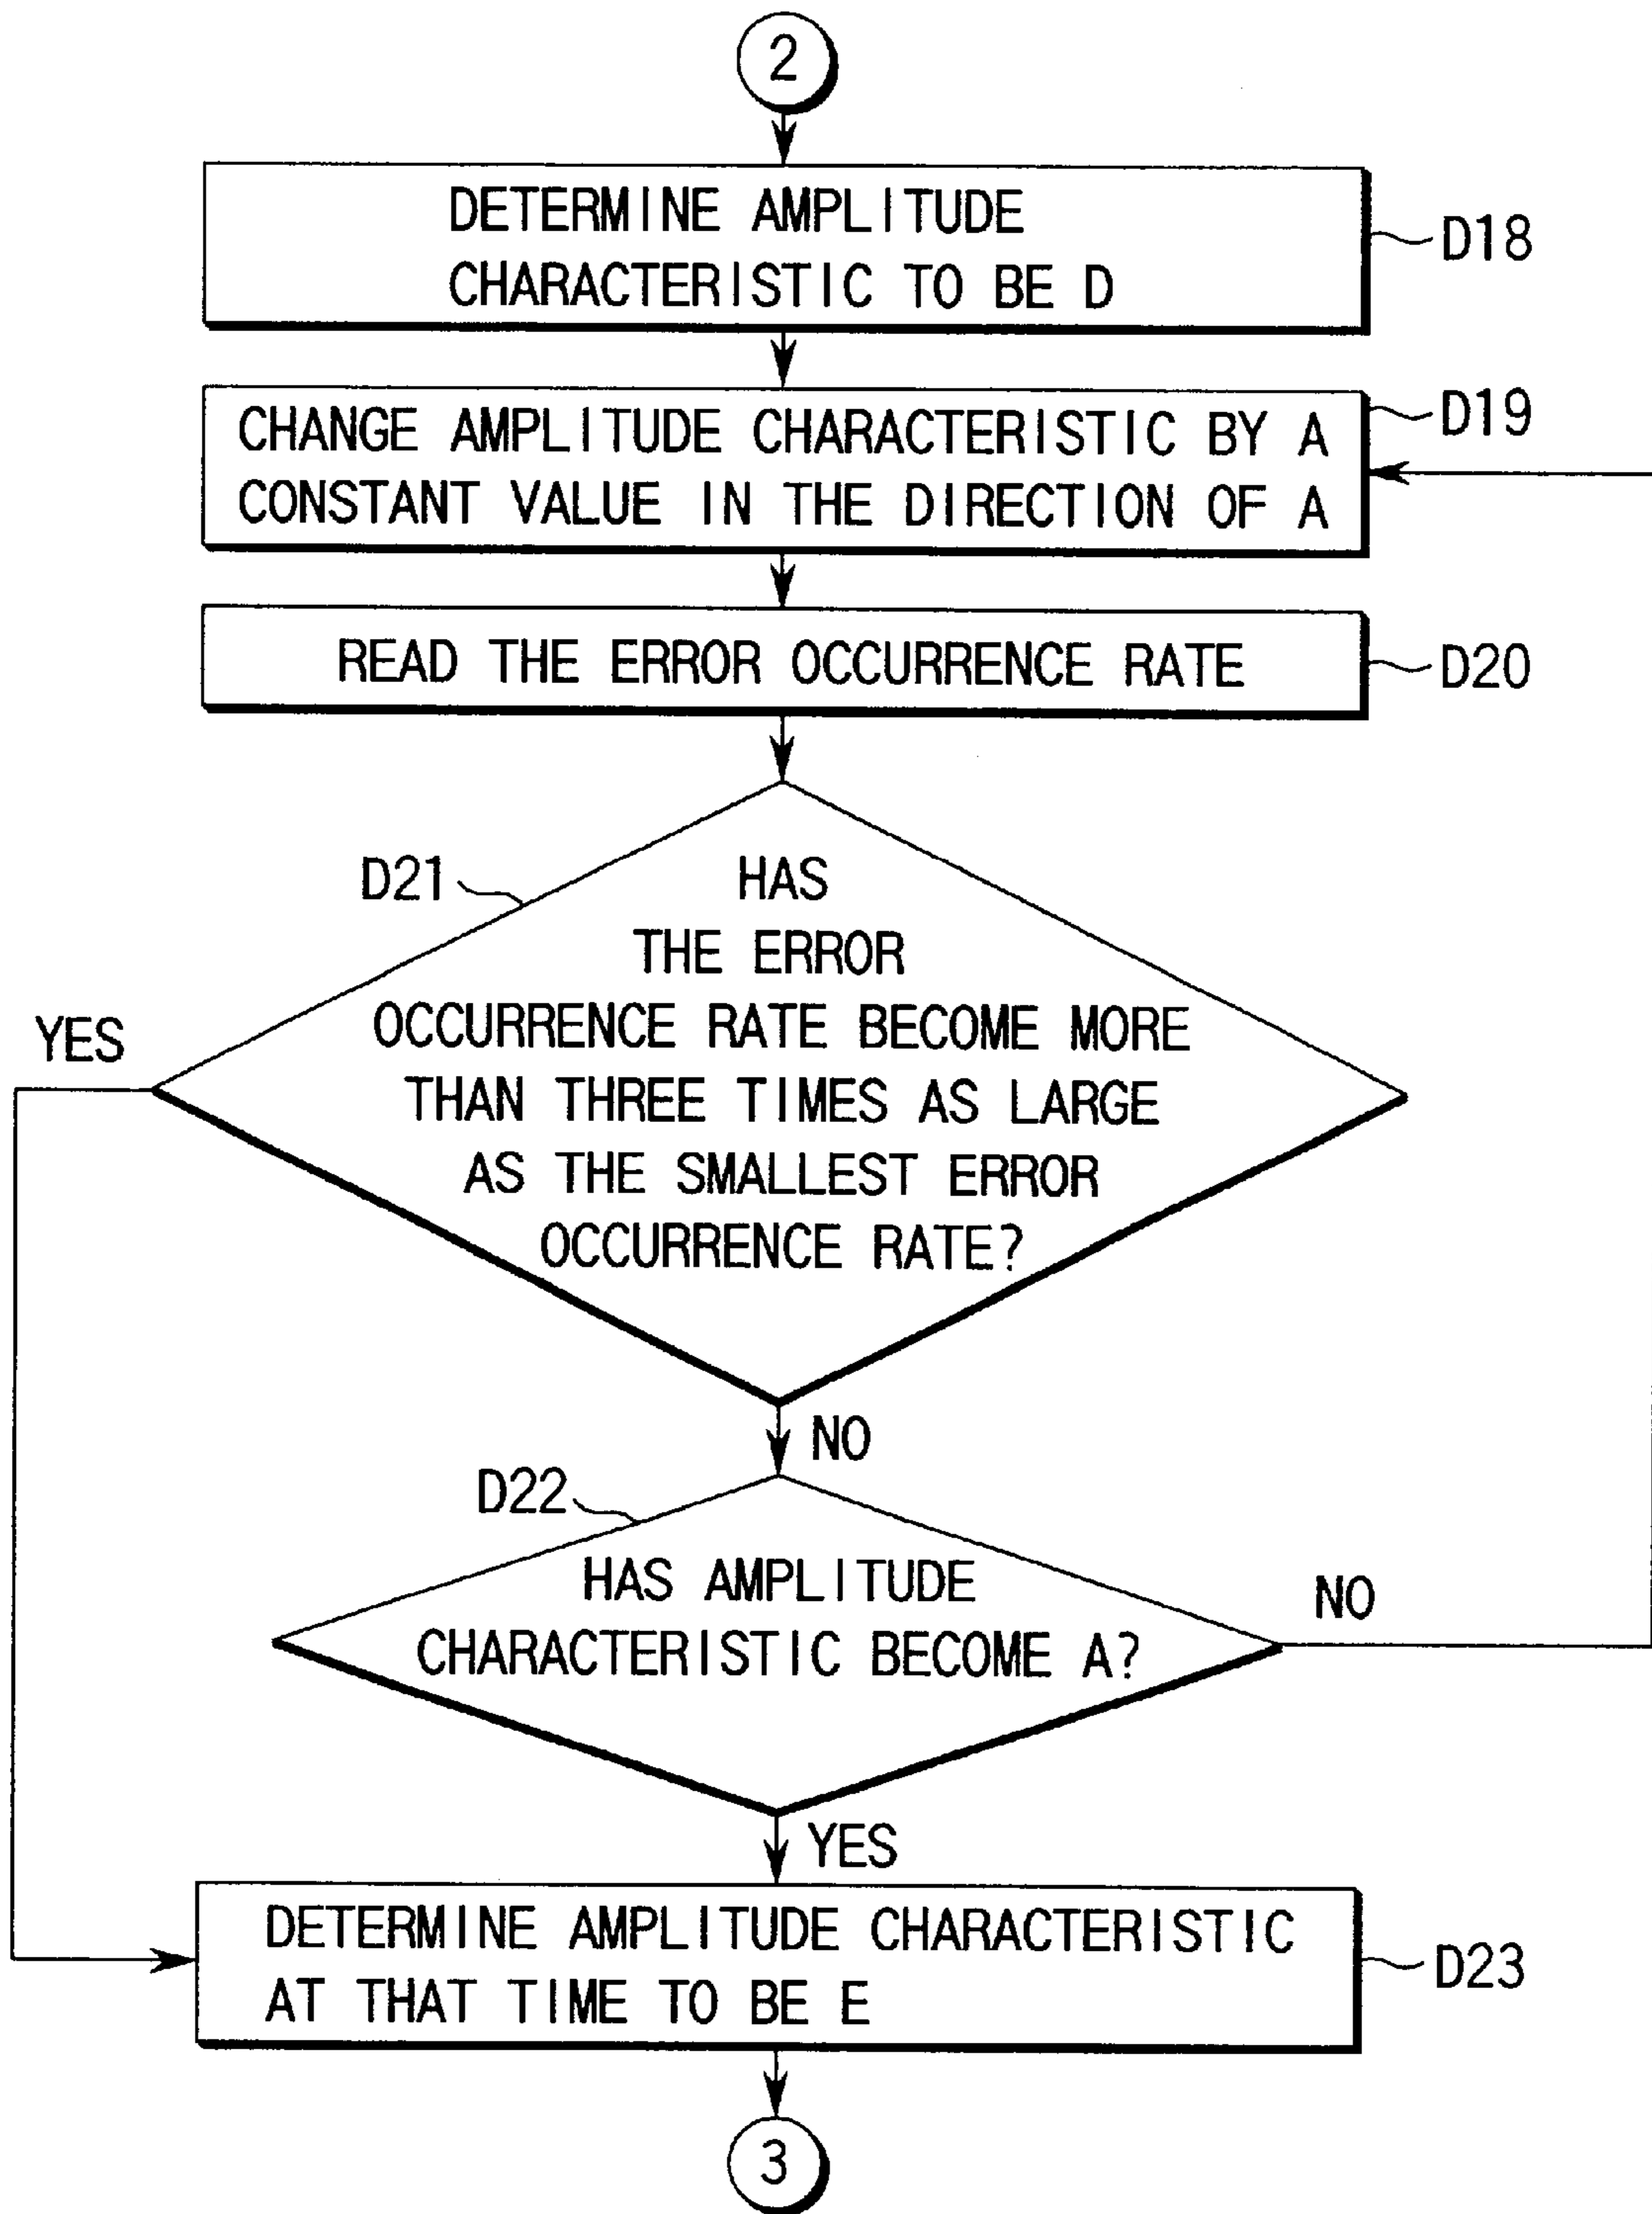 2
DETERMINE AMPLITUDE
CHARACTERISTIC TO BE D
D18
CHANGE AMPLITUDE CHARACTERISTIC BY A
CONSTANT VALUE IN THE DIRECTION OF A
D19
READ THE ERROR OCCURRENCE RATE
D20
D21
HAS
THE ERROR
OCCURRENCE RATE BECOME MORE
THAN THREE TIMES AS LARGE
AS THE SMALLEST ERROR
OCCURRENCE RATE?
YES
NO
D22
HAS AMPLITUDE
CHARACTERISTIC BECOME A?
NO
YES
DETERMINE AMPLITUDE CHARACTERISTIC
AT THAT TIME TO BE E
D23
3